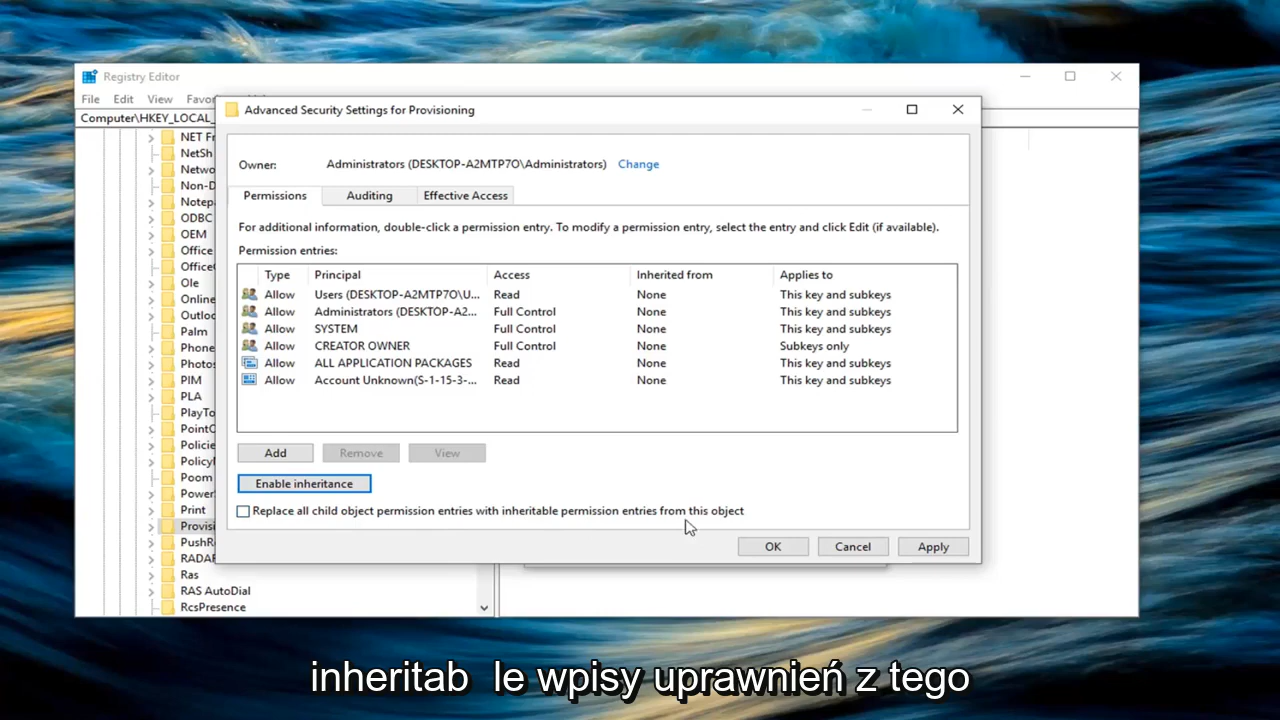 Registry Editor
File Edit View
Computer\HKEY_LOCAL_
NetSh
OEM
Ole
Palm
PIM
PLA
Poom
Print
Ras
RAS AutoDial
RcsPresence
Advanced Security Settings for Provisioning
Owner: Administrators (DESKTOP-A2MTP7O\Administrators) Change
Permissions Auditing Effective Access
For additional information, double-click a permission entry. To modify a permission entry, select the entry and click Edit (if available).
Permission entries:
Type Principal Access Inherited from Applies to
Allow Users (DESKTOP-A2MTP7O\U... Read None This key and subkeys
Allow Administrators (DESKTOP-A2... Full Control None This key and subkeys
Allow SYSTEM Full Control None This key and subkeys
Allow CREATOR OWNER Full Control None Subkeys only
Allow ALL APPLICATION PACKAGES Read None This key and subkeys
Allow Account Unknown(S-1-15-3-... Read None This key and subkeys
Add Remove View
Enable inheritance
Replace all child object permission entries with inheritable permission entries from this object
OK Cancel Apply
inheritab le wpisy uprawnień z tego